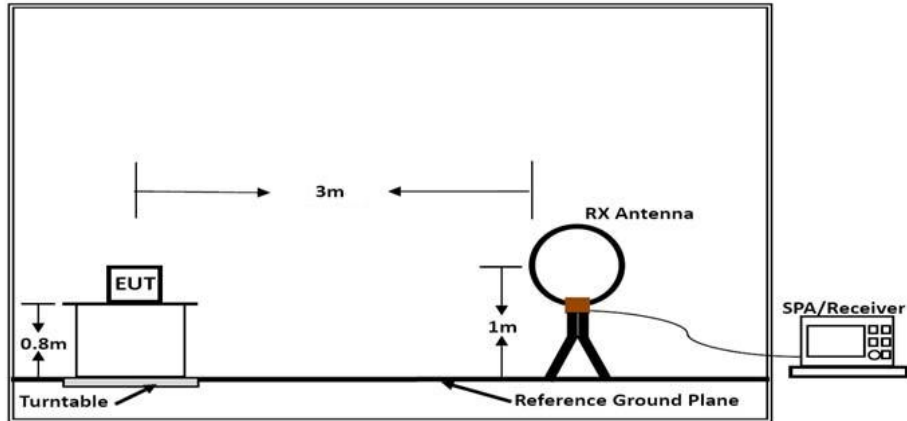 3m
RX Antenna
EUT
SPA/Receiver
1m
0.8m
Turntable
Reference Ground Plane